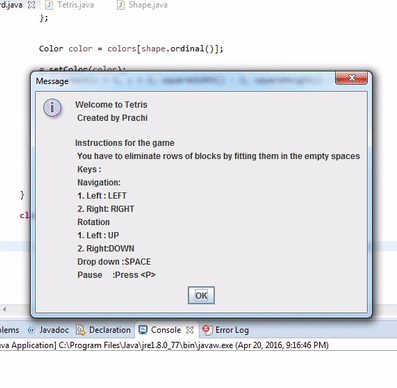 rd.java Tetris.java Shape.java
};
Color color = colors[shape.ordinal()];
g.setColor(color);
Message
Welcome to Tetris
Created by Prachi
Instructions for the game
You have to eliminate rows of blocks by fitting them in the empty spaces
Keys :
Navigation:
1. Left : LEFT
2. Right: RIGHT
Rotation
1. Left : UP
2. Right:DOWN
Drop down :SPACE
Pause :Press <P>
OK
}
cl
blems Javadoc Declaration Console Error Log
va Application] C:\Program Files\Java\jre1.8.0_77\bin\javaw.exe (Apr 20, 2016, 9:16:46 PM)